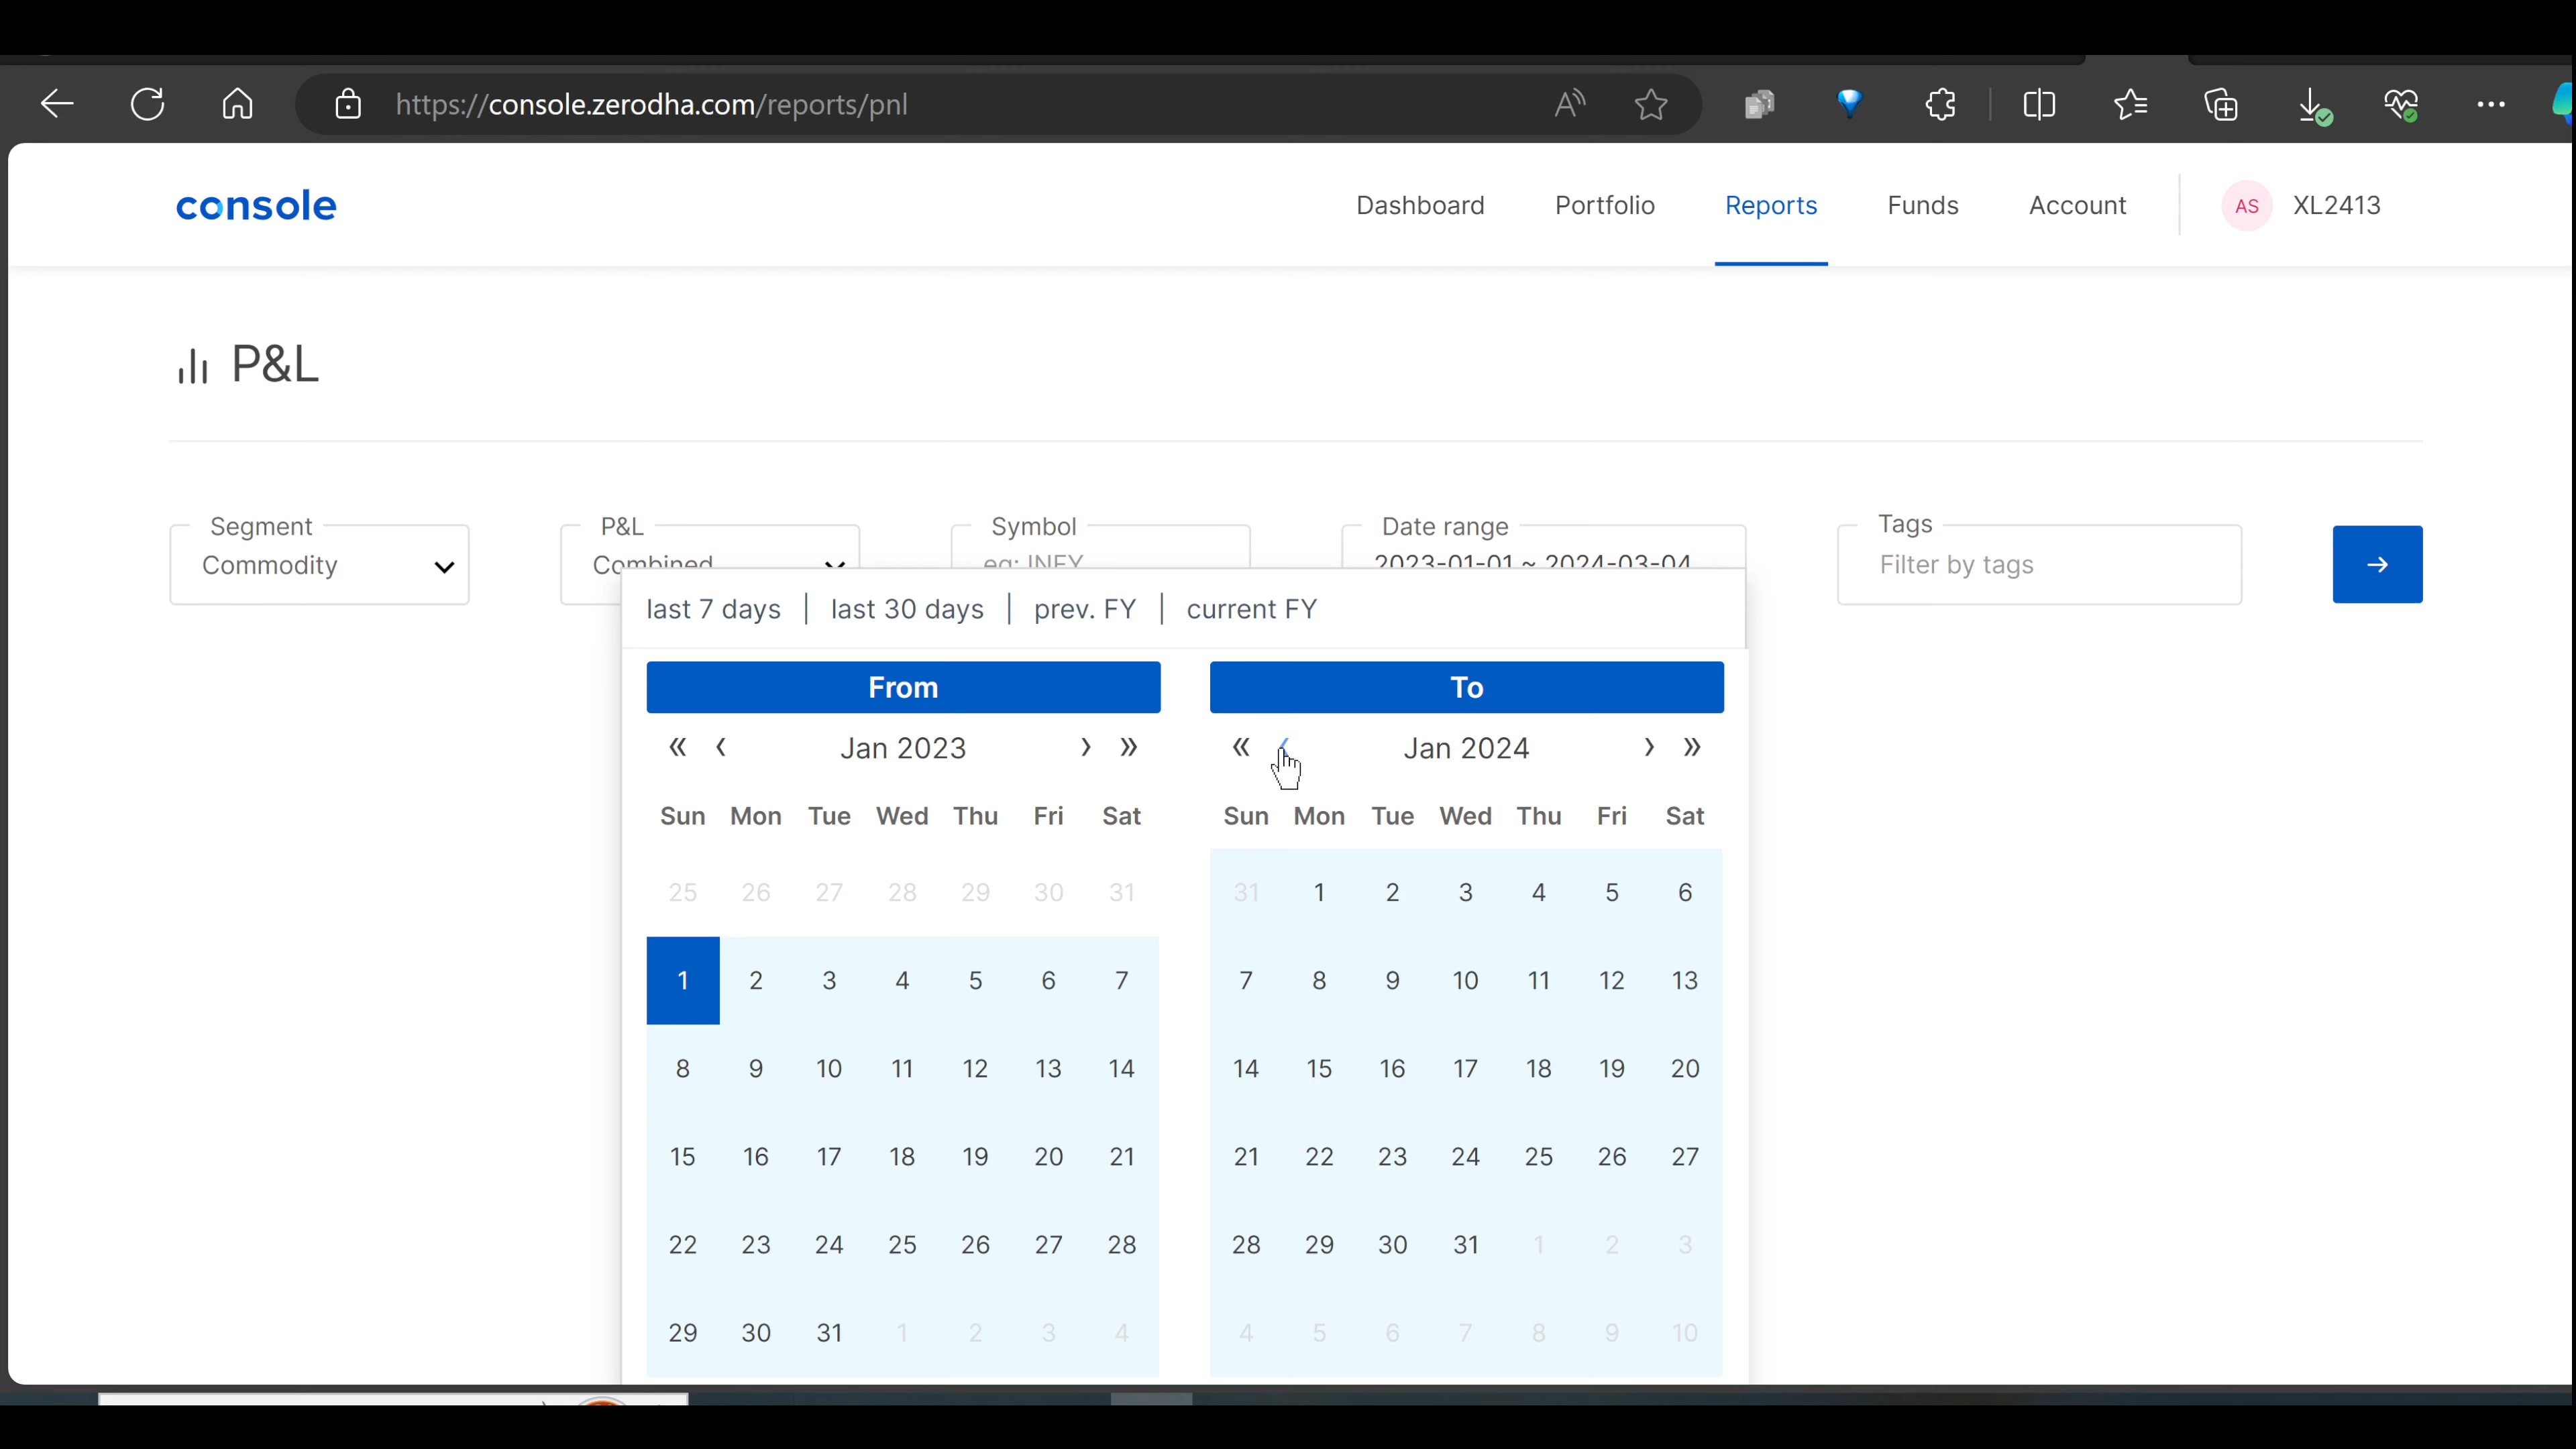 https://console.zerodha.com/reports/pnl
console Dashboard Portfolio Reports Funds Account AS XL2413
P&L
Segment P&L Symbol Date range Tags
Commodity Combined eg: INFY 2023-01-01 ~ 2024-03-04 Filter by tags
last 7 days | last 30 days | prev. FY | current FY
From To
« ‹ Jan 2023 › » « ‹ Jan 2024 › »
Sun Mon Tue Wed Thu Fri Sat Sun Mon Tue Wed Thu Fri Sat
25 26 27 28 29 30 31 31 1 2 3 4 5 6
1 2 3 4 5 6 7 7 8 9 10 11 12 13
8 9 10 11 12 13 14 14 15 16 17 18 19 20
15 16 17 18 19 20 21 21 22 23 24 25 26 27
22 23 24 25 26 27 28 28 29 30 31 1 2 3
29 30 31 1 2 3 4 4 5 6 7 8 9 10